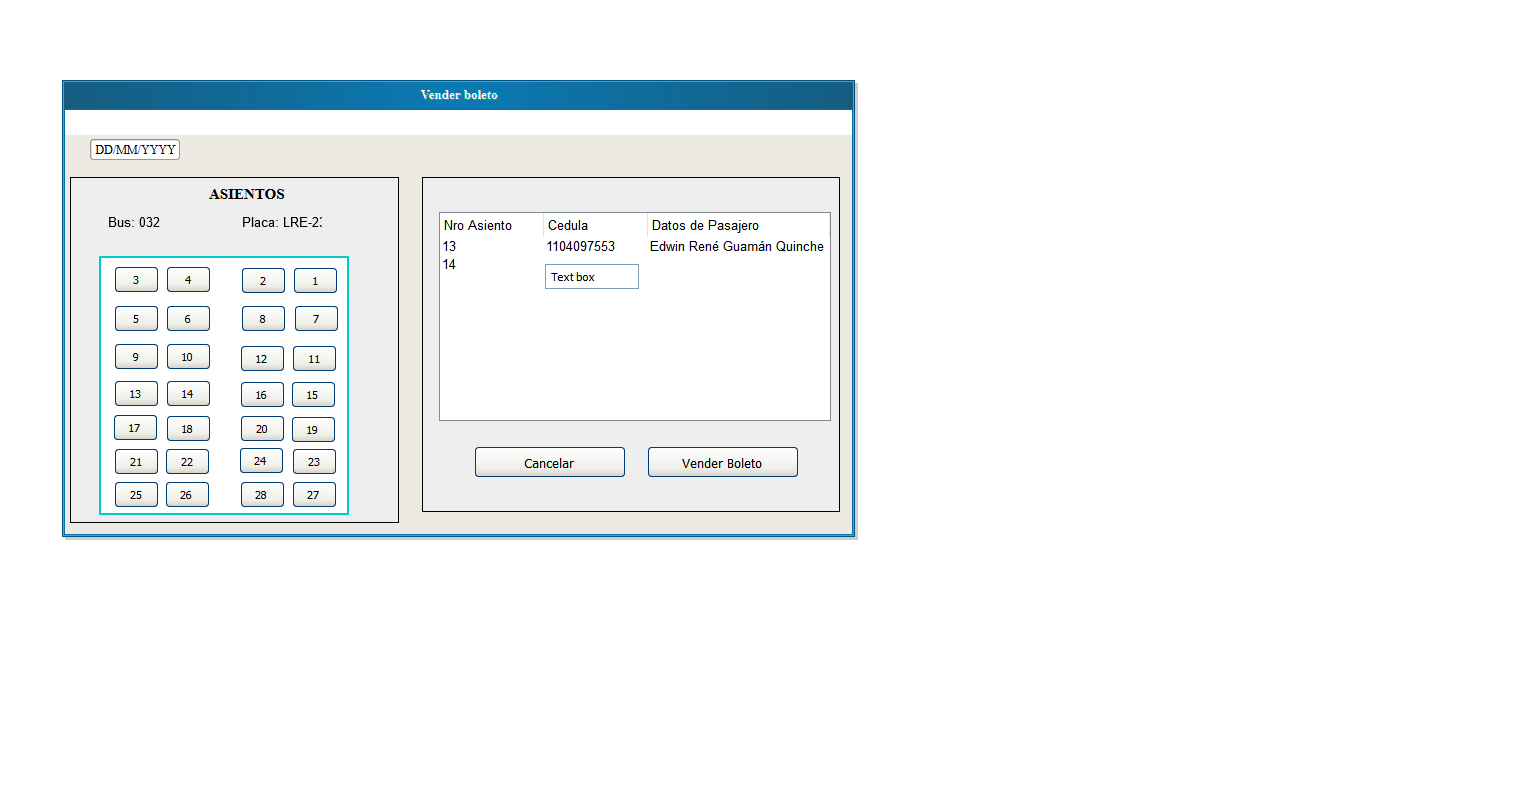 Vender boleto
DD/MM/YYYY
ASIENTOS
Bus: 032 Placa: LRE-23
3 4 2 1
5 6 8 7
9 10 12 11
13 14 16 15
17 18 20 19
21 22 24 23
25 26 28 27
Nro Asiento Cedula Datos de Pasajero
13 1104097553 Edwin René Guamán Quinche
14 Text box
Cancelar Vender Boleto